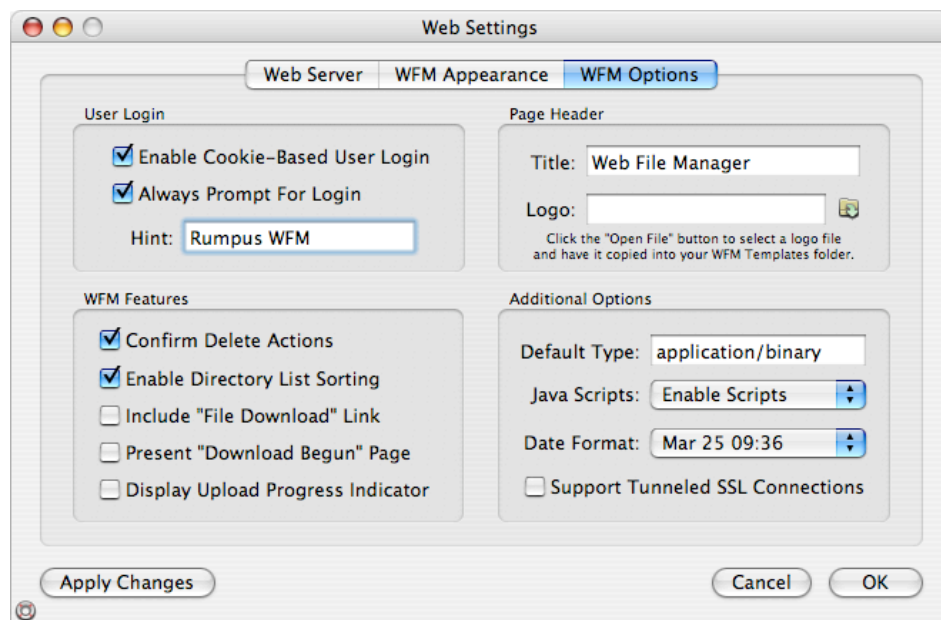 Web Settings
Web Server
WFM Appearance
WFM Options
User Login
Enable Cookie-Based User Login
Always Prompt For Login
Hint: Rumpus WFM
Page Header
Title: Web File Manager
Logo:
Click the "Open File" button to select a logo file
and have it copied into your WFM Templates folder.
WFM Features
Confirm Delete Actions
Enable Directory List Sorting
Include "File Download" Link
Present "Download Begun" Page
Display Upload Progress Indicator
Additional Options
Default Type: application/binary
Java Scripts: Enable Scripts
Date Format: Mar 25 09:36
Support Tunneled SSL Connections
Apply Changes
Cancel
OK